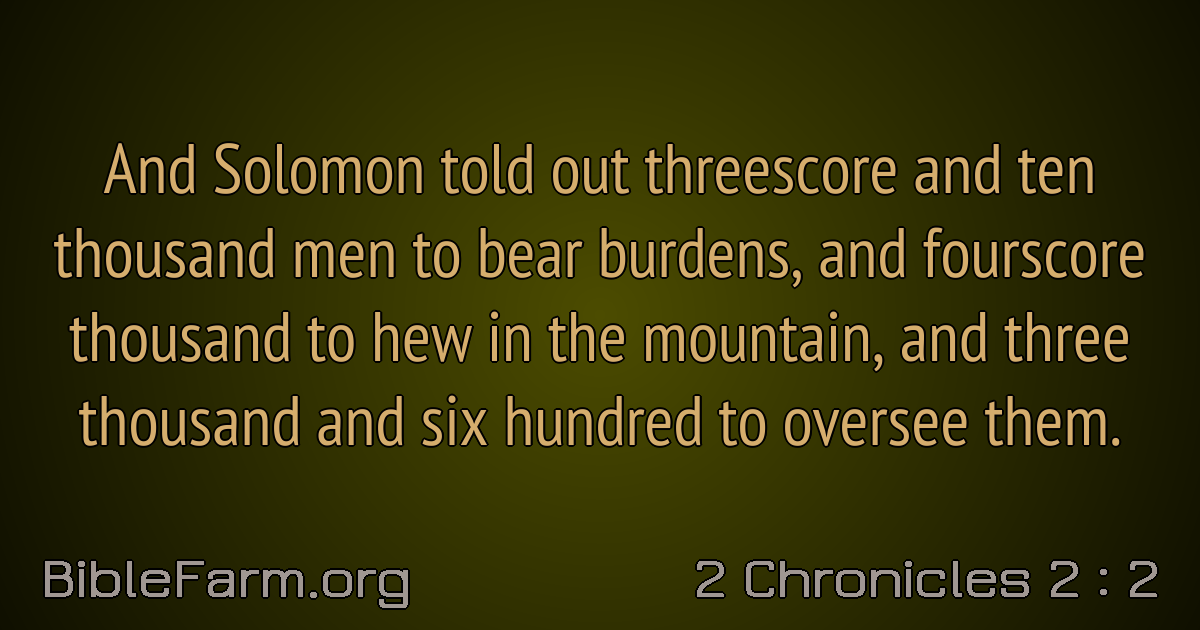 And Solomon told out threescore and ten
thousand men to bear burdens, and fourscore
thousand to hew in the mountain, and three
thousand and six hundred to oversee them.
BibleFarm.org
2 Chronicles 2 : 2